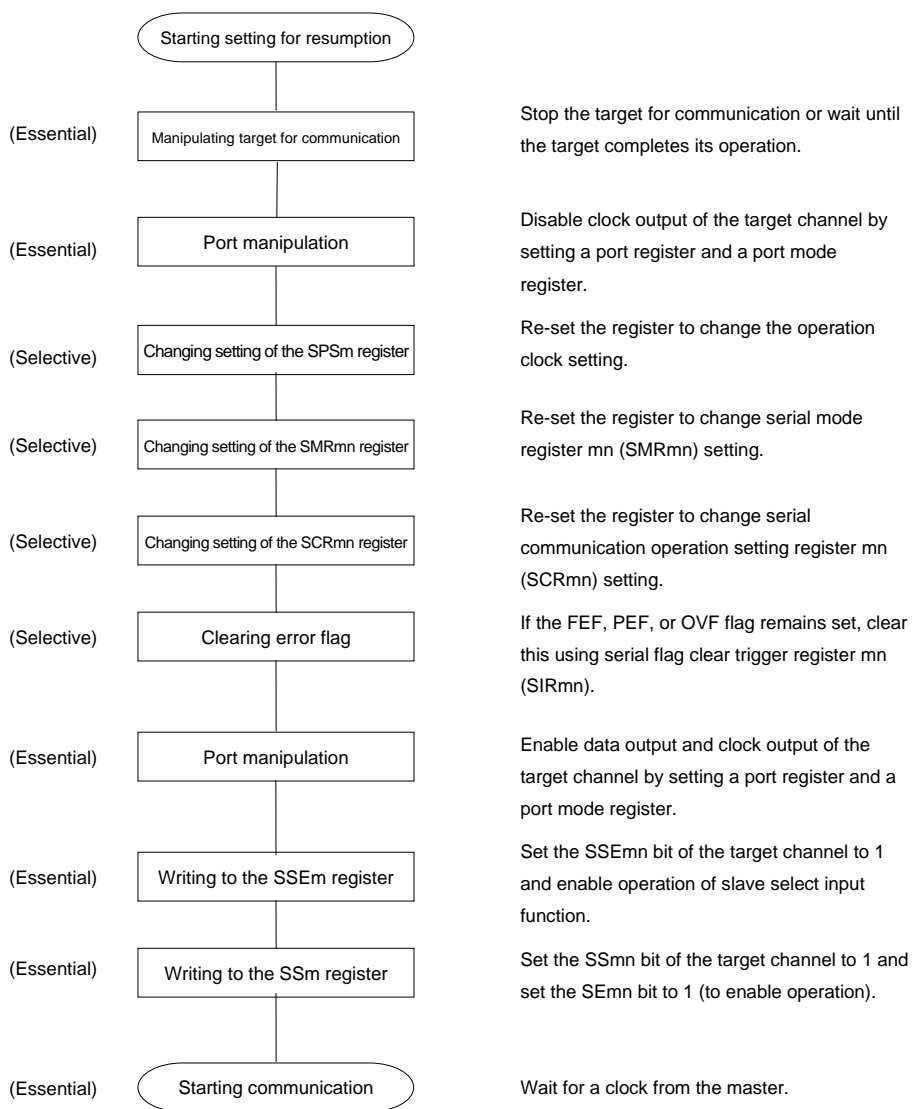 Starting setting for resumption
(Essential)
Manipulating target for communication
Stop the target for communication or wait until
the target completes its operation.
(Essential)
Port manipulation
Disable clock output of the target channel by
setting a port register and a port mode
register.
(Selective)
Changing setting of the SPSm register
Re-set the register to change the operation
clock setting.
(Selective)
Changing setting of the SMRmn register
Re-set the register to change serial mode
register mn (SMRmn) setting.
(Selective)
Changing setting of the SCRmn register
Re-set the register to change serial
communication operation setting register mn
(SCRmn) setting.
(Selective)
Clearing error flag
If the FEF, PEF, or OVF flag remains set, clear
this using serial flag clear trigger register mn
(SIRmn).
(Essential)
Port manipulation
Enable data output and clock output of the
target channel by setting a port register and a
port mode register.
(Essential)
Writing to the SSEm register
Set the SSEmn bit of the target channel to 1
and enable operation of slave select input
function.
(Essential)
Writing to the SSm register
Set the SSmn bit of the target channel to 1 and
set the SEmn bit to 1 (to enable operation).
(Essential)
Starting communication
Wait for a clock from the master.